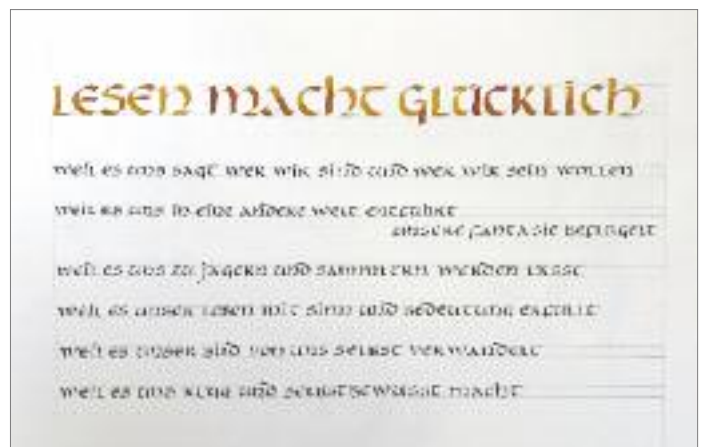 Lesen macht glücklich
weil es uns sagt wer wir sind und wer wir sein wollen
weil es uns in eine andere welt entführt
unsere fantasie beflügelt
weil es uns zu jägern und sammlern werden lässt
weil es unser mit sinn und bedeutung erfüllt
weil es unser bild von uns selbst verwandelt
weil es uns klug und selbstbewusst macht